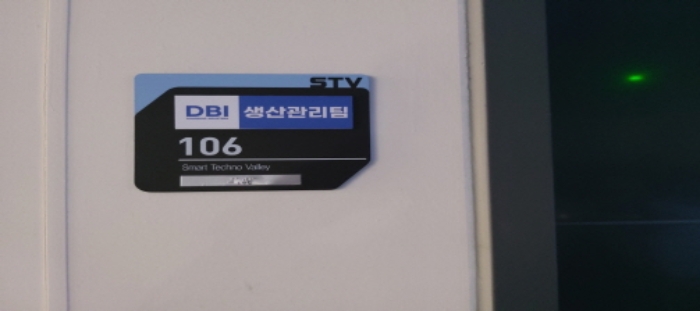 STV
DBI 생산관리팀
106
Smart Techno Valley